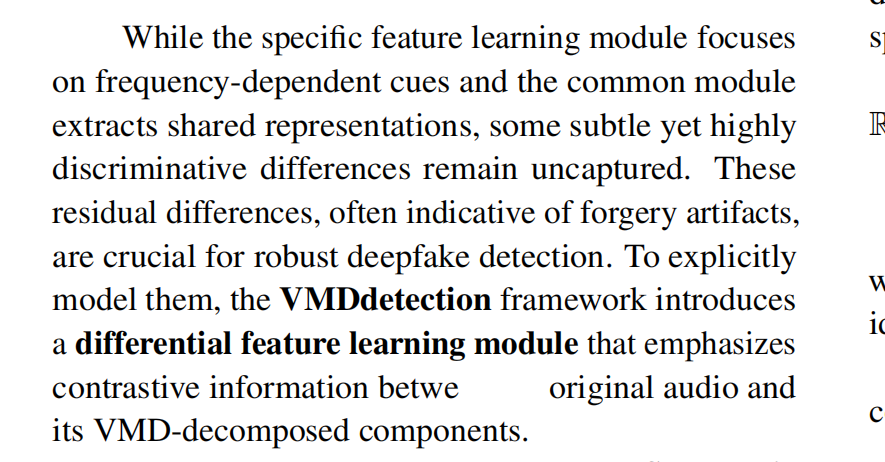 While the specific feature learning module focuses
on frequency-dependent cues and the common module
extracts shared representations, some subtle yet highly
discriminative differences remain uncaptured. These
residual differences, often indicative of forgery artifacts,
are crucial for robust deepfake detection. To explicitly
model them, the VMDdetection framework introduces
a differential feature learning module that emphasizes
contrastive information betwe original audio and
its VMD-decomposed components.